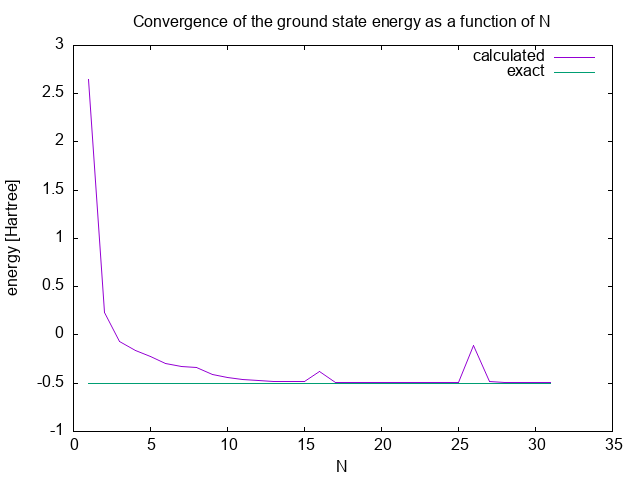 Convergence of the ground state energy as a function of N
3
calculated
exact
2.5
2
1.5
1
0.5
0
-0.5
-1
energy [Hartree]
0 5 10 15 20 25 30 35
N